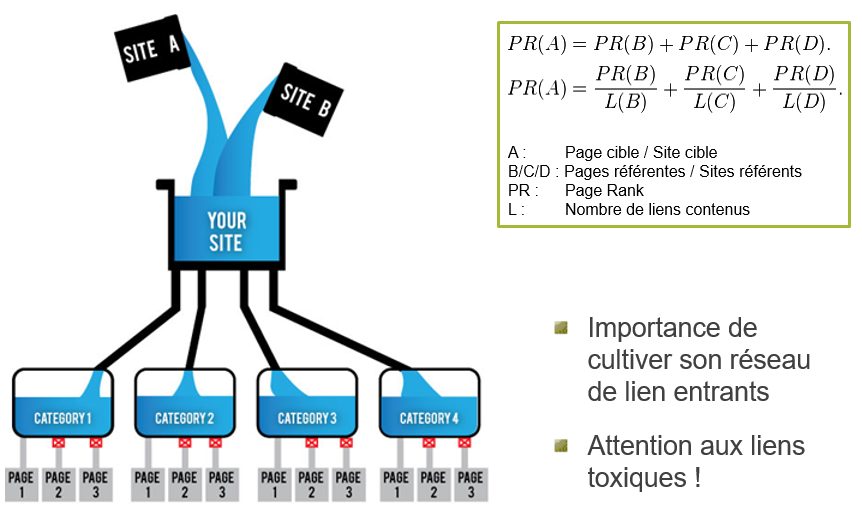 SITE A
SITE B
YOUR
SITE
CATEGORY 1
CATEGORY 2
CATEGORY 3
CATEGORY 4
PAGE 1
PAGE 2
PAGE 3
PAGE 1
PAGE 2
PAGE 3
PAGE 1
PAGE 2
PAGE 3
PAGE 1
PAGE 2
PAGE 3
PR(A) = PR(B) + PR(C) + PR(D).
PR(A) = PR(B)/L(B) + PR(C)/L(C) + PR(D)/L(D).
A : Page cible / Site cible
B/C/D : Pages référentes / Sites référents
PR : Page Rank
L : Nombre de liens contenus
Importance de
cultiver son réseau
de lien entrants
Attention aux liens
toxiques !